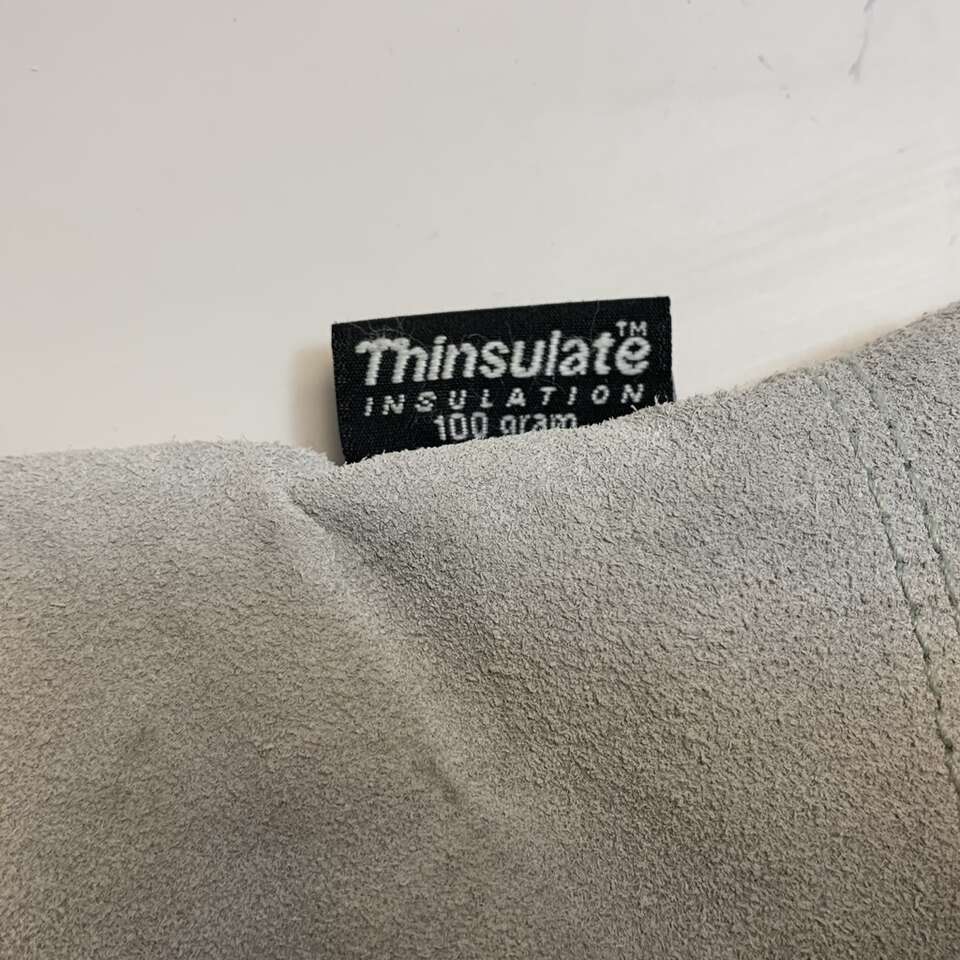 Thinsulate™
INSULATION
100 gram